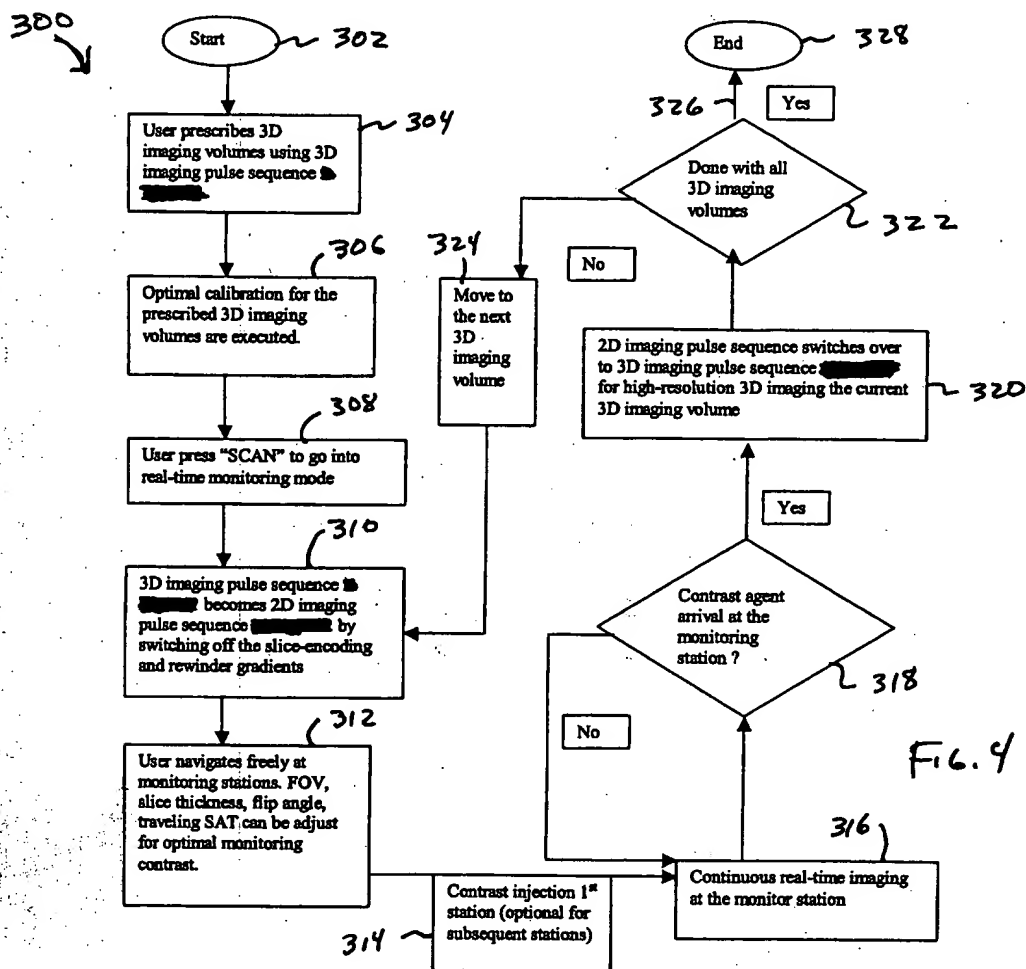 300
Start
302
User prescribes 3D
imaging volumes using 3D
imaging pulse sequence
304
306
Optimal calibration for the
prescribed 3D imaging
volumes are executed.
308
User press “SCAN” to go into
real-time monitoring mode
310
3D imaging pulse sequence
becomes 2D imaging
pulse sequence by
switching off the slice-encoding
and rewinder gradients
312
User navigates freely at
monitoring stations. FOV,
slice thickness, flip angle,
traveling SAT can be adjust
for optimal monitoring
contrast.
314
Contrast injection 1st
station (optional for
subsequent stations)
316
Continuous real-time imaging
at the monitor station
No
Contrast agent
arrival at the
monitoring
station ?
318
Yes
2D imaging pulse sequence switches over
to 3D imaging pulse sequence
for high-resolution 3D imaging the current
3D imaging volume
320
Done with all
3D imaging
volumes
322
No
324
Move to
the next
3D
imaging
volume
326
Yes
End
328
FIG. 4